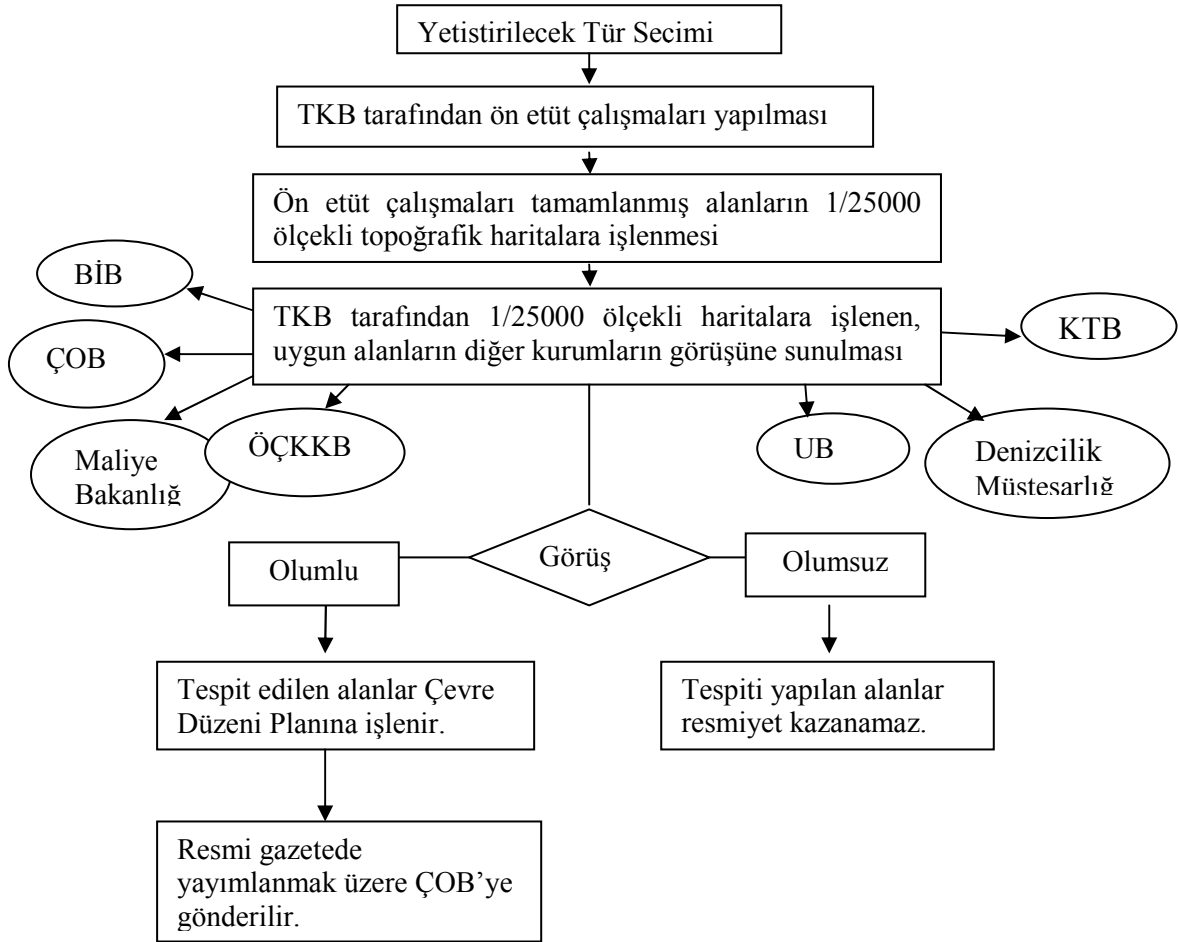 Yetistirilecek Tür Secimi
TKB tarafından ön etüt çalışmaları yapılması
Ön etüt çalışmaları tamamlanmış alanların 1/25000
ölçekli topoğrafik haritalara işlenmesi
BİB
TKB tarafından 1/25000 ölçekli haritalara işlenen,
uygun alanların diğer kurumların görüşüne sunulması
KTB
ÇOB
Maliye
Bakanlığ
ÖÇKKB
UB
Denizcilik
Müsteşarlığ
Görüş
Olumlu
Olumsuz
Tespit edilen alanlar Çevre
Düzeni Planına işlenir.
Tespiti yapılan alanlar
resmiyet kazanamaz.
Resmi gazetede
yayımlanmak üzere ÇOB’ye
gönderilir.